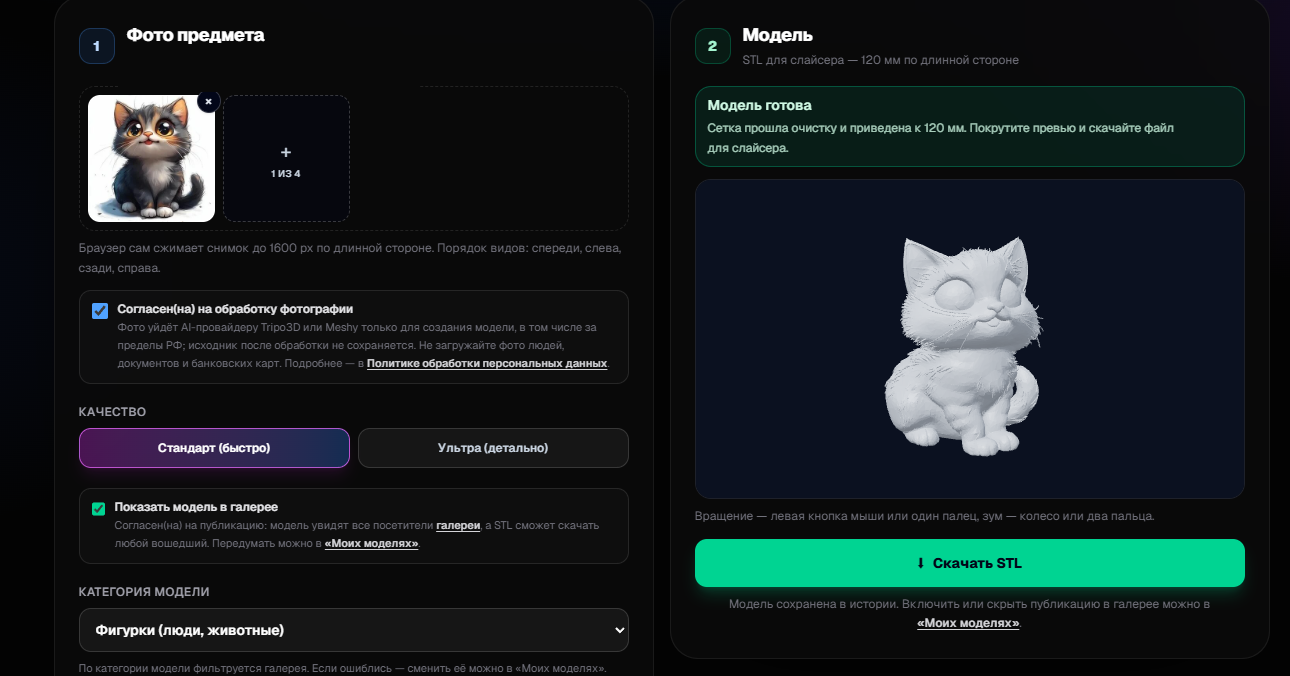 1
Фото предмета
×
+
1 ИЗ 4
Браузер сам сжимает снимок до 1600 px по длинной стороне. Порядок видов: спереди, слева,
сзади, справа.
Согласен(на) на обработку фотографии
Фото уйдёт AI-провайдеру Tripo3D или Meshy только для создания модели, в том числе за
пределы РФ; исходник после обработки не сохраняется. Не загружайте фото людей,
документов и банковских карт. Подробнее — в Политике обработки персональных данных.
КАЧЕСТВО
Стандарт (быстро)
Ультра (детально)
Показать модель в галерее
Согласен(на) на публикацию: модель увидят все посетители галереи, а STL сможет скачать
любой вошедший. Передумать можно в «Моих моделях».
КАТЕГОРИЯ МОДЕЛИ
Фигурки (люди, животные)
По категории модели фильтруется галерея. Если ошиблись — сменить её можно в «Моих моделях».
2
Модель
STL для слайсера — 120 мм по длинной стороне
Модель готова
Сетка прошла очистку и приведена к 120 мм. Покрутите превью и скачайте файл
для слайсера.
Вращение — левая кнопка мыши или один палец, зум — колесо или два пальца.
⬇ Скачать STL
Модель сохранена в истории. Включить или скрыть публикацию в галерее можно в
«Моих моделях».